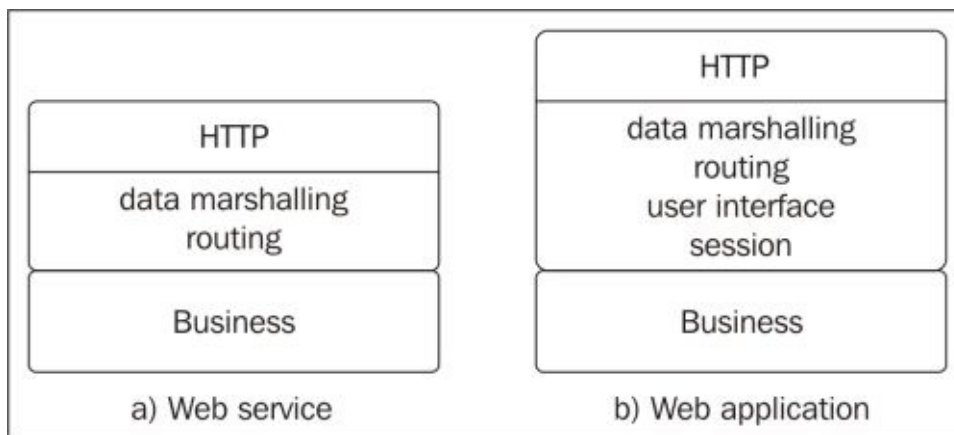 HTTP
data marshalling
routing
Business
a) Web service
HTTP
data marshalling
routing
user interface
session
Business
b) Web application